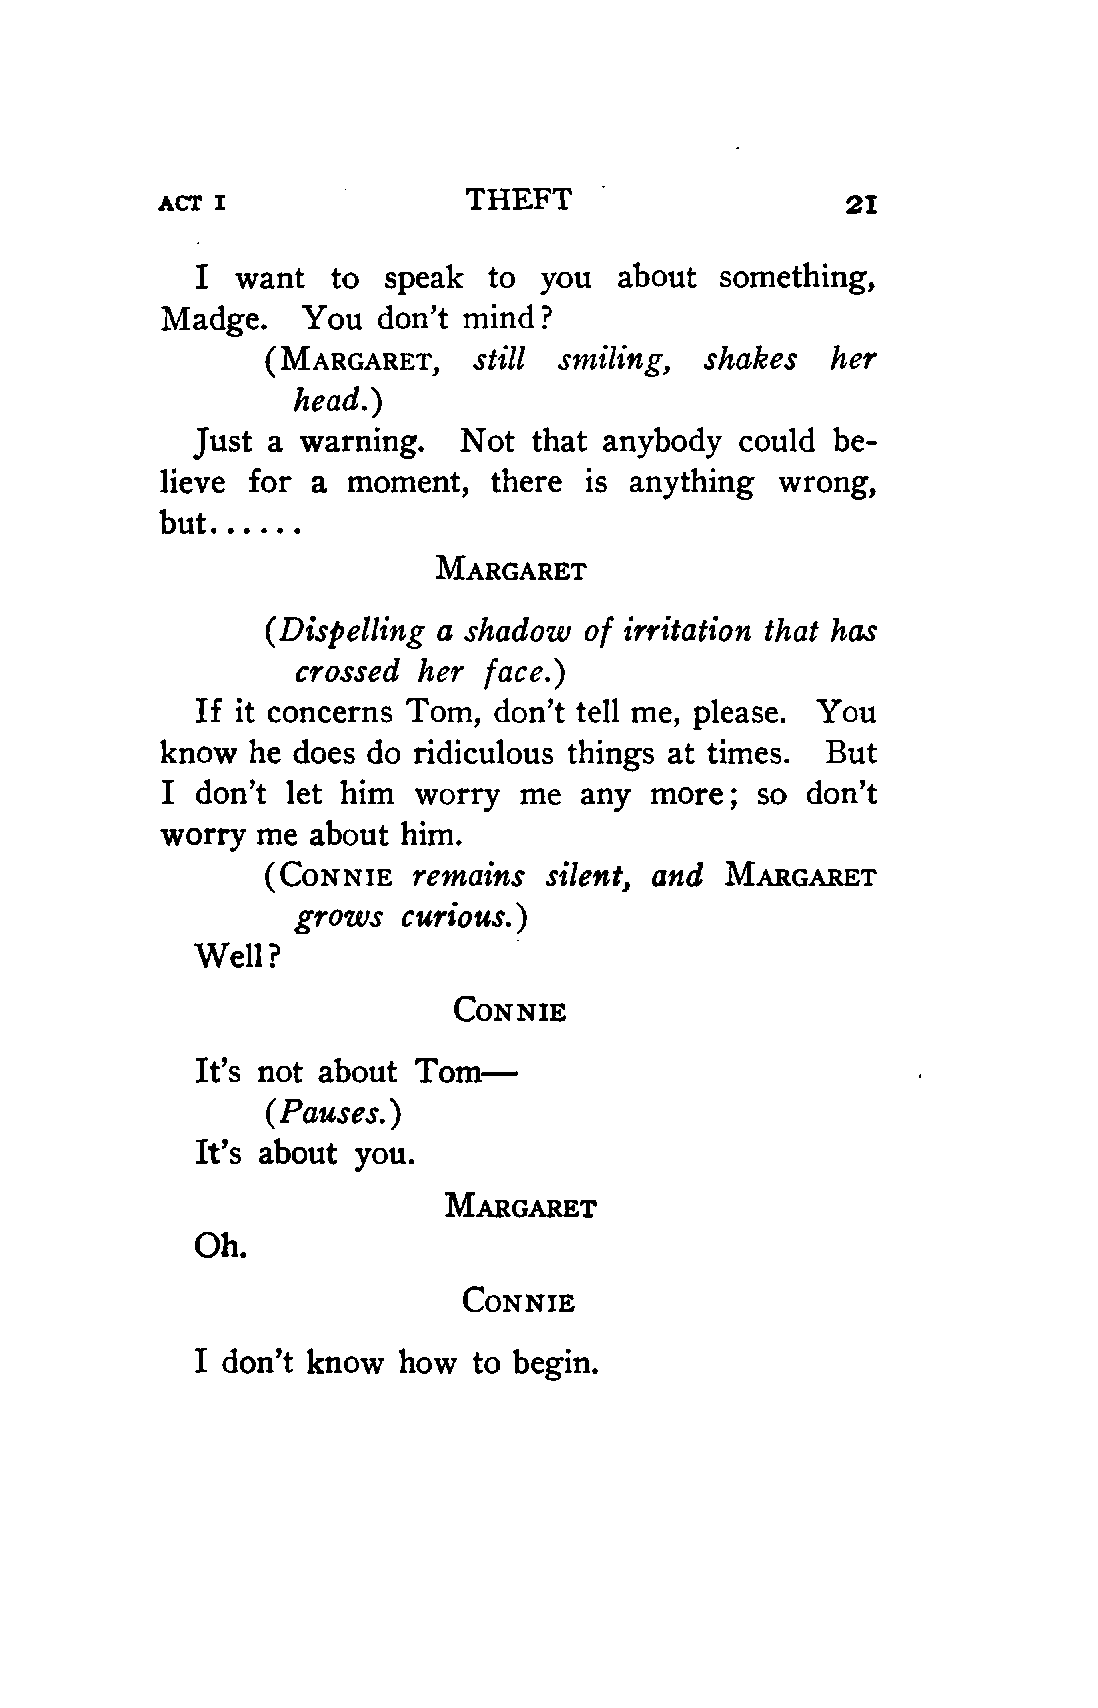 ACT I THEFT 21
I want to speak to you about something,
Madge. You don't mind?
(MARGARET, still smiling, shakes her
head.)
Just a warning. Not that anybody could be-
lieve for a moment, there is anything wrong,
but......
MARGARET
(Dispelling a shadow of irritation that has
crossed her face.)
If it concerns Tom, don't tell me, please. You
know he does do ridiculous things at times. But
I don't let him worry me any more; so don't
worry me about him.
(CONNIE remains silent, and MARGARET
grows curious.)
Well?
CONNIE
It's not about Tom—
(Pauses.)
It's about you.
MARGARET
Oh.
CONNIE
I don't know how to begin.